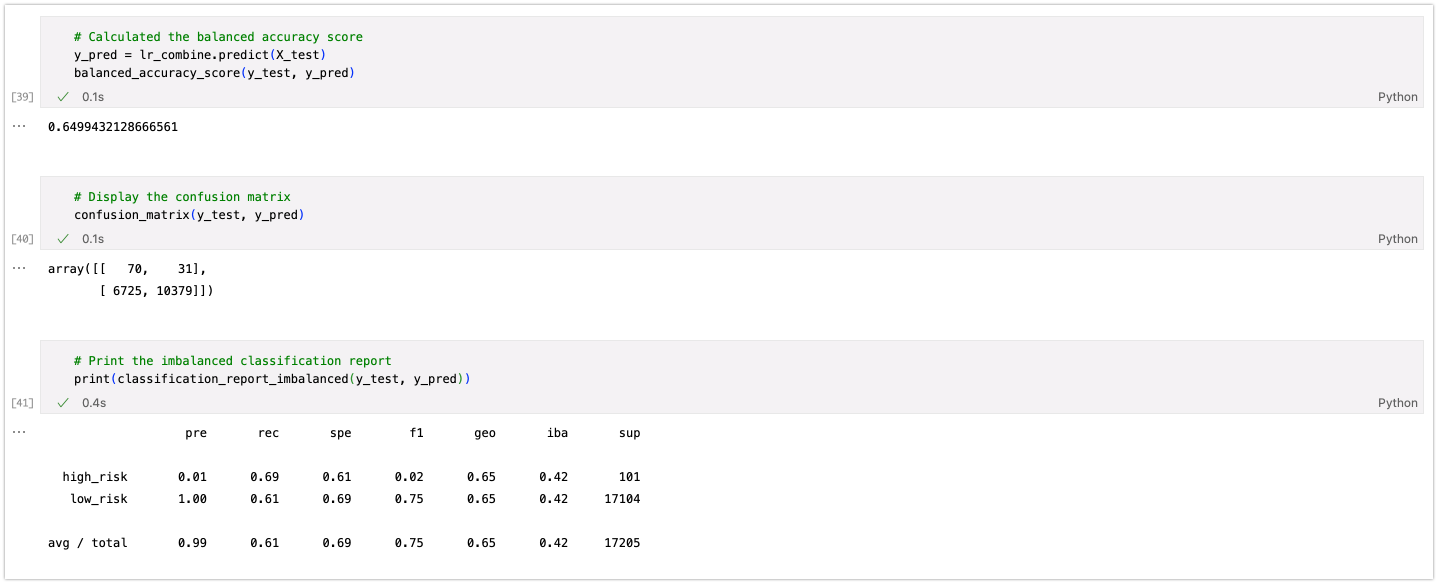 # Calculated the balanced accuracy score
y_pred = lr_combine.predict(X_test)
balanced_accuracy_score(y_test, y_pred)
[39] ✓ 0.1s Python
... 0.6499432128666561
# Display the confusion matrix
confusion_matrix(y_test, y_pred)
[40] ✓ 0.1s Python
... array([[   70,    31],
       [ 6725, 10379]])
# Print the imbalanced classification report
print(classification_report_imbalanced(y_test, y_pred))
[41] ✓ 0.4s Python
... pre rec spe f1 geo iba sup
high_risk 0.01 0.69 0.61 0.02 0.65 0.42 101
low_risk 1.00 0.61 0.69 0.75 0.65 0.42 17104
avg / total 0.99 0.61 0.69 0.75 0.65 0.42 17205